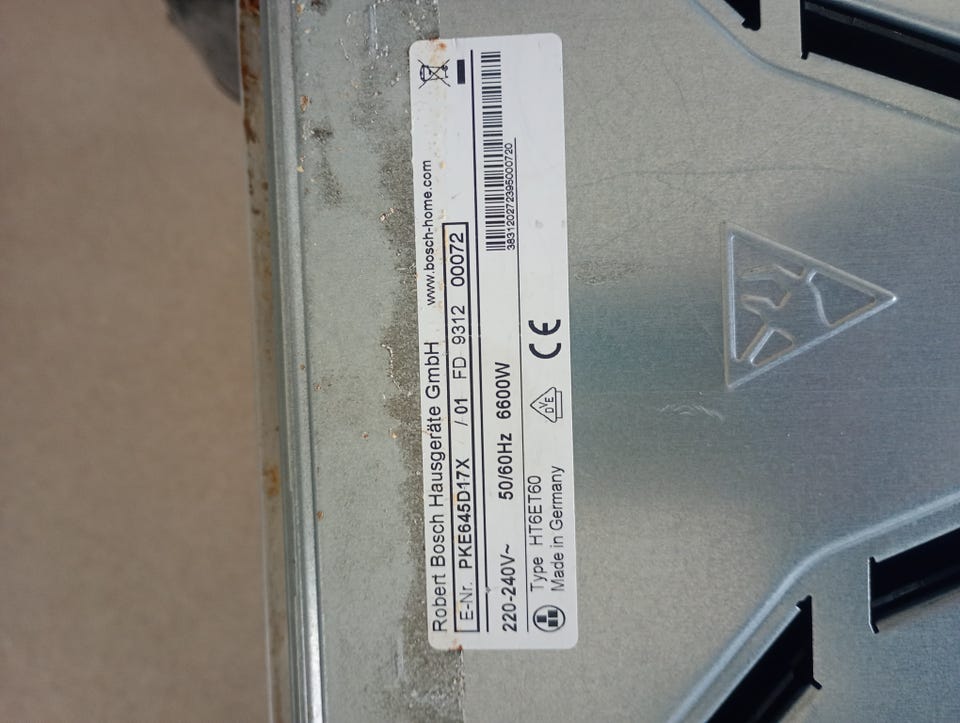 Robert Bosch Hausgeräte GmbH www.bosch-home.com
E-Nr. PKE645D17X / 01 FD 9312 00072
220-240V~ 50/60Hz 6600W
383120272395000720
Type HT6ET60
Made in Germany
DVE
CE